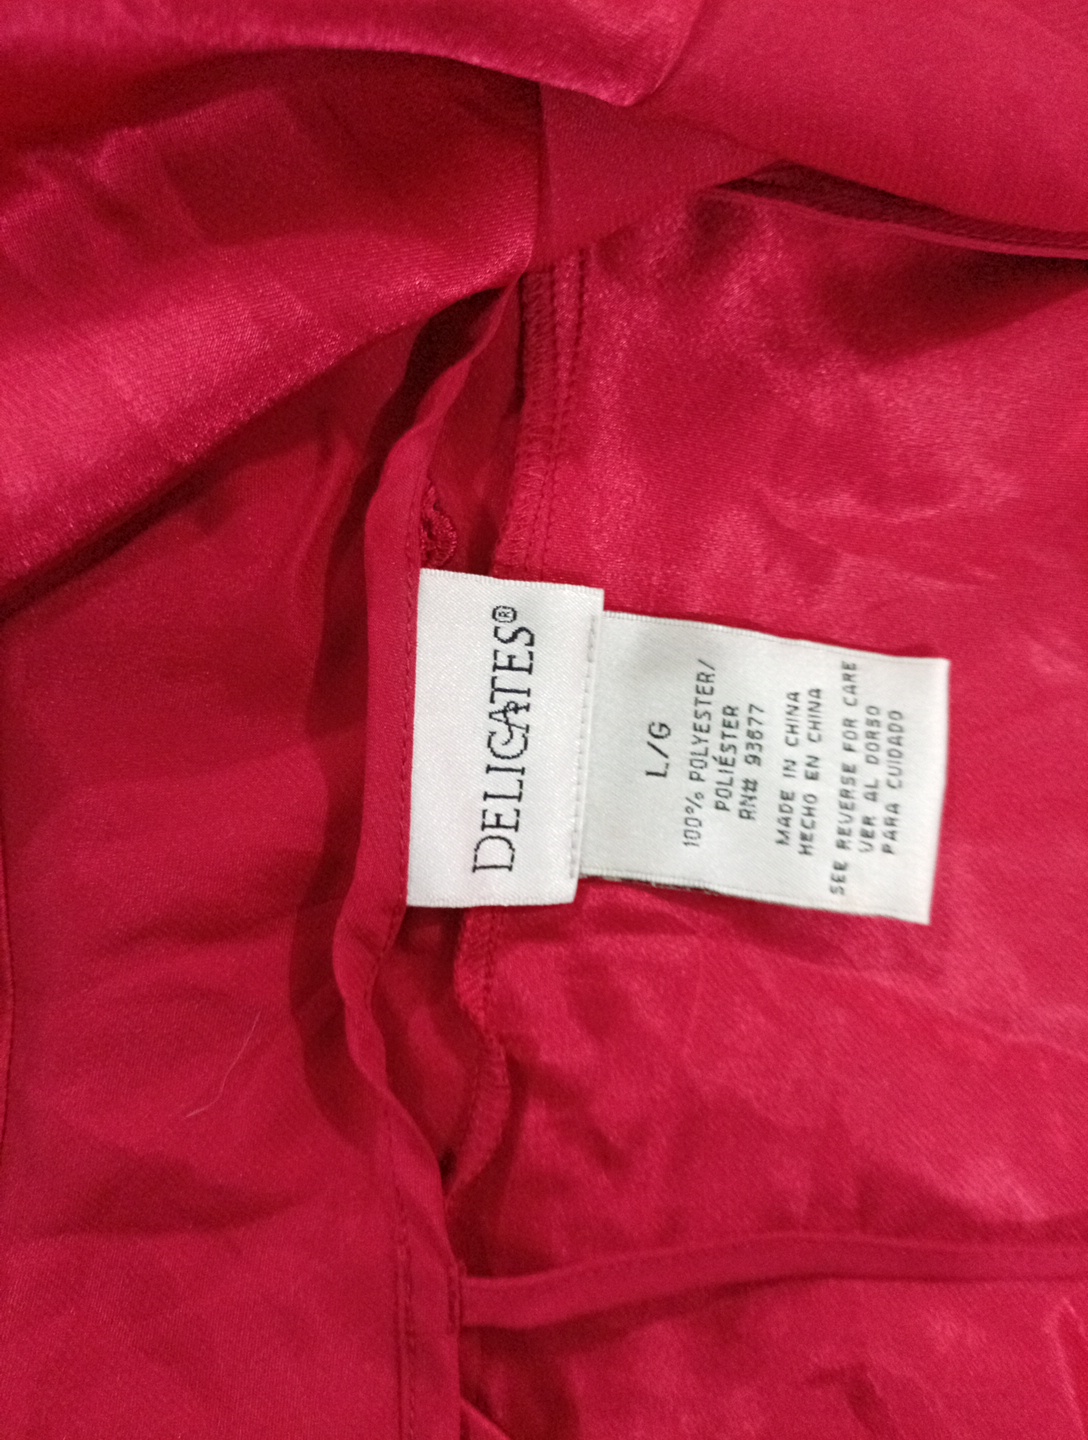 DELICATES®
L/G
100% POLYESTER/
POLIÉSTER
RN# 93677
MADE IN CHINA
HECHO EN CHINA
SEE REVERSE FOR CARE
VER AL DORSO
PARA CUIDADO